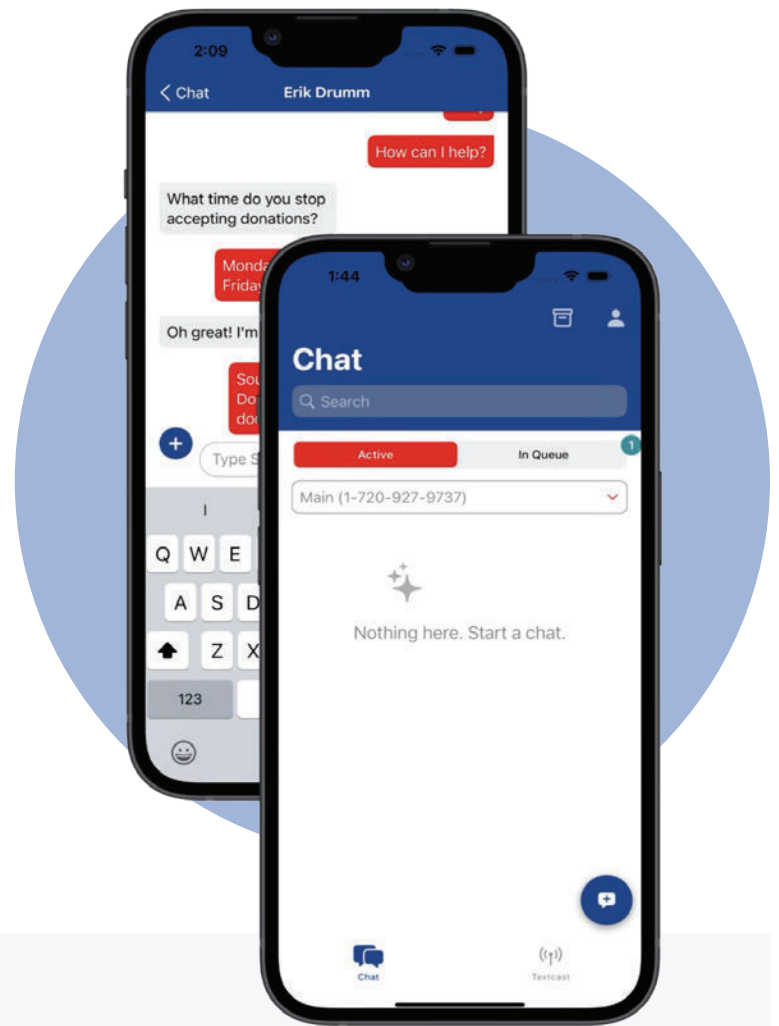 2:09
Chat
Erik Drumm
How can I help?
What time do you stop
accepting donations?
Friday
Oh great! I'm
Type
I
Q W E
A S D
Z X
123
1:44
Chat
Search
Active
In Queue
1
Main (1-720-927-9737)
Nothing here. Start a chat.
Chat
Textcast